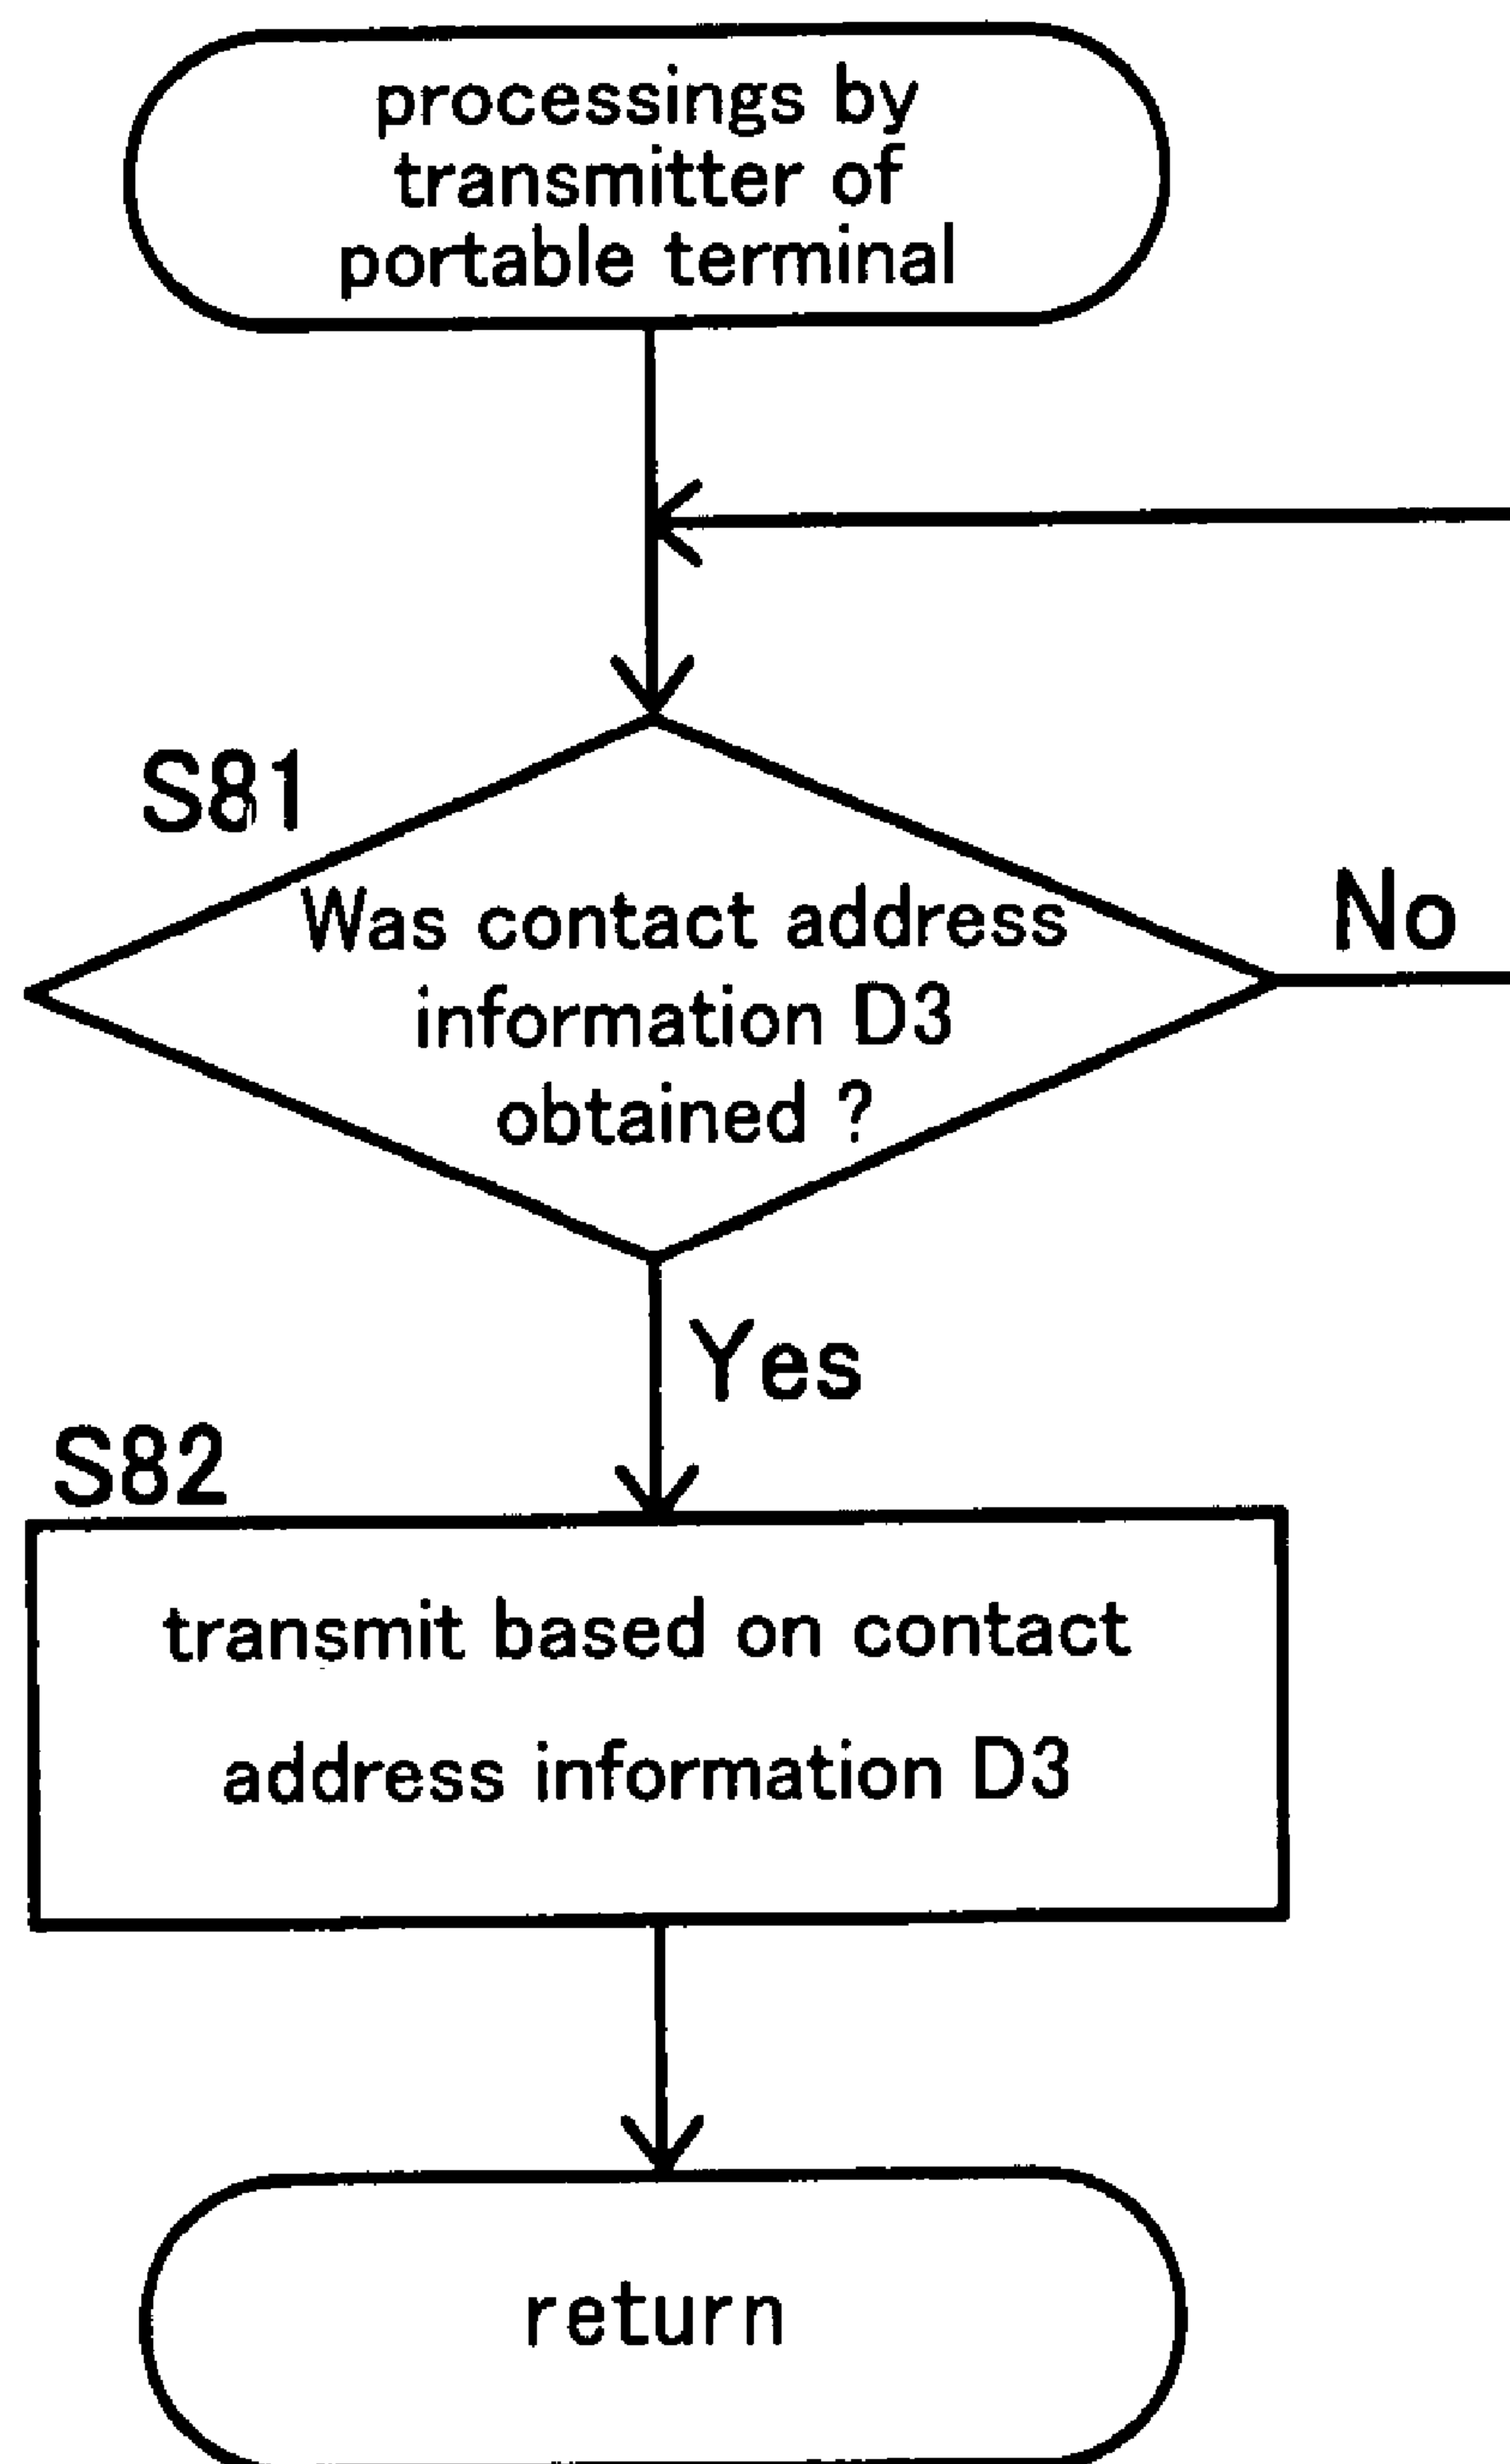 processings by
transmitter of
portable terminal
S81
Was contact address
information D3
obtained ?
No
Yes
S82
transmit based on contact
address information D3
return